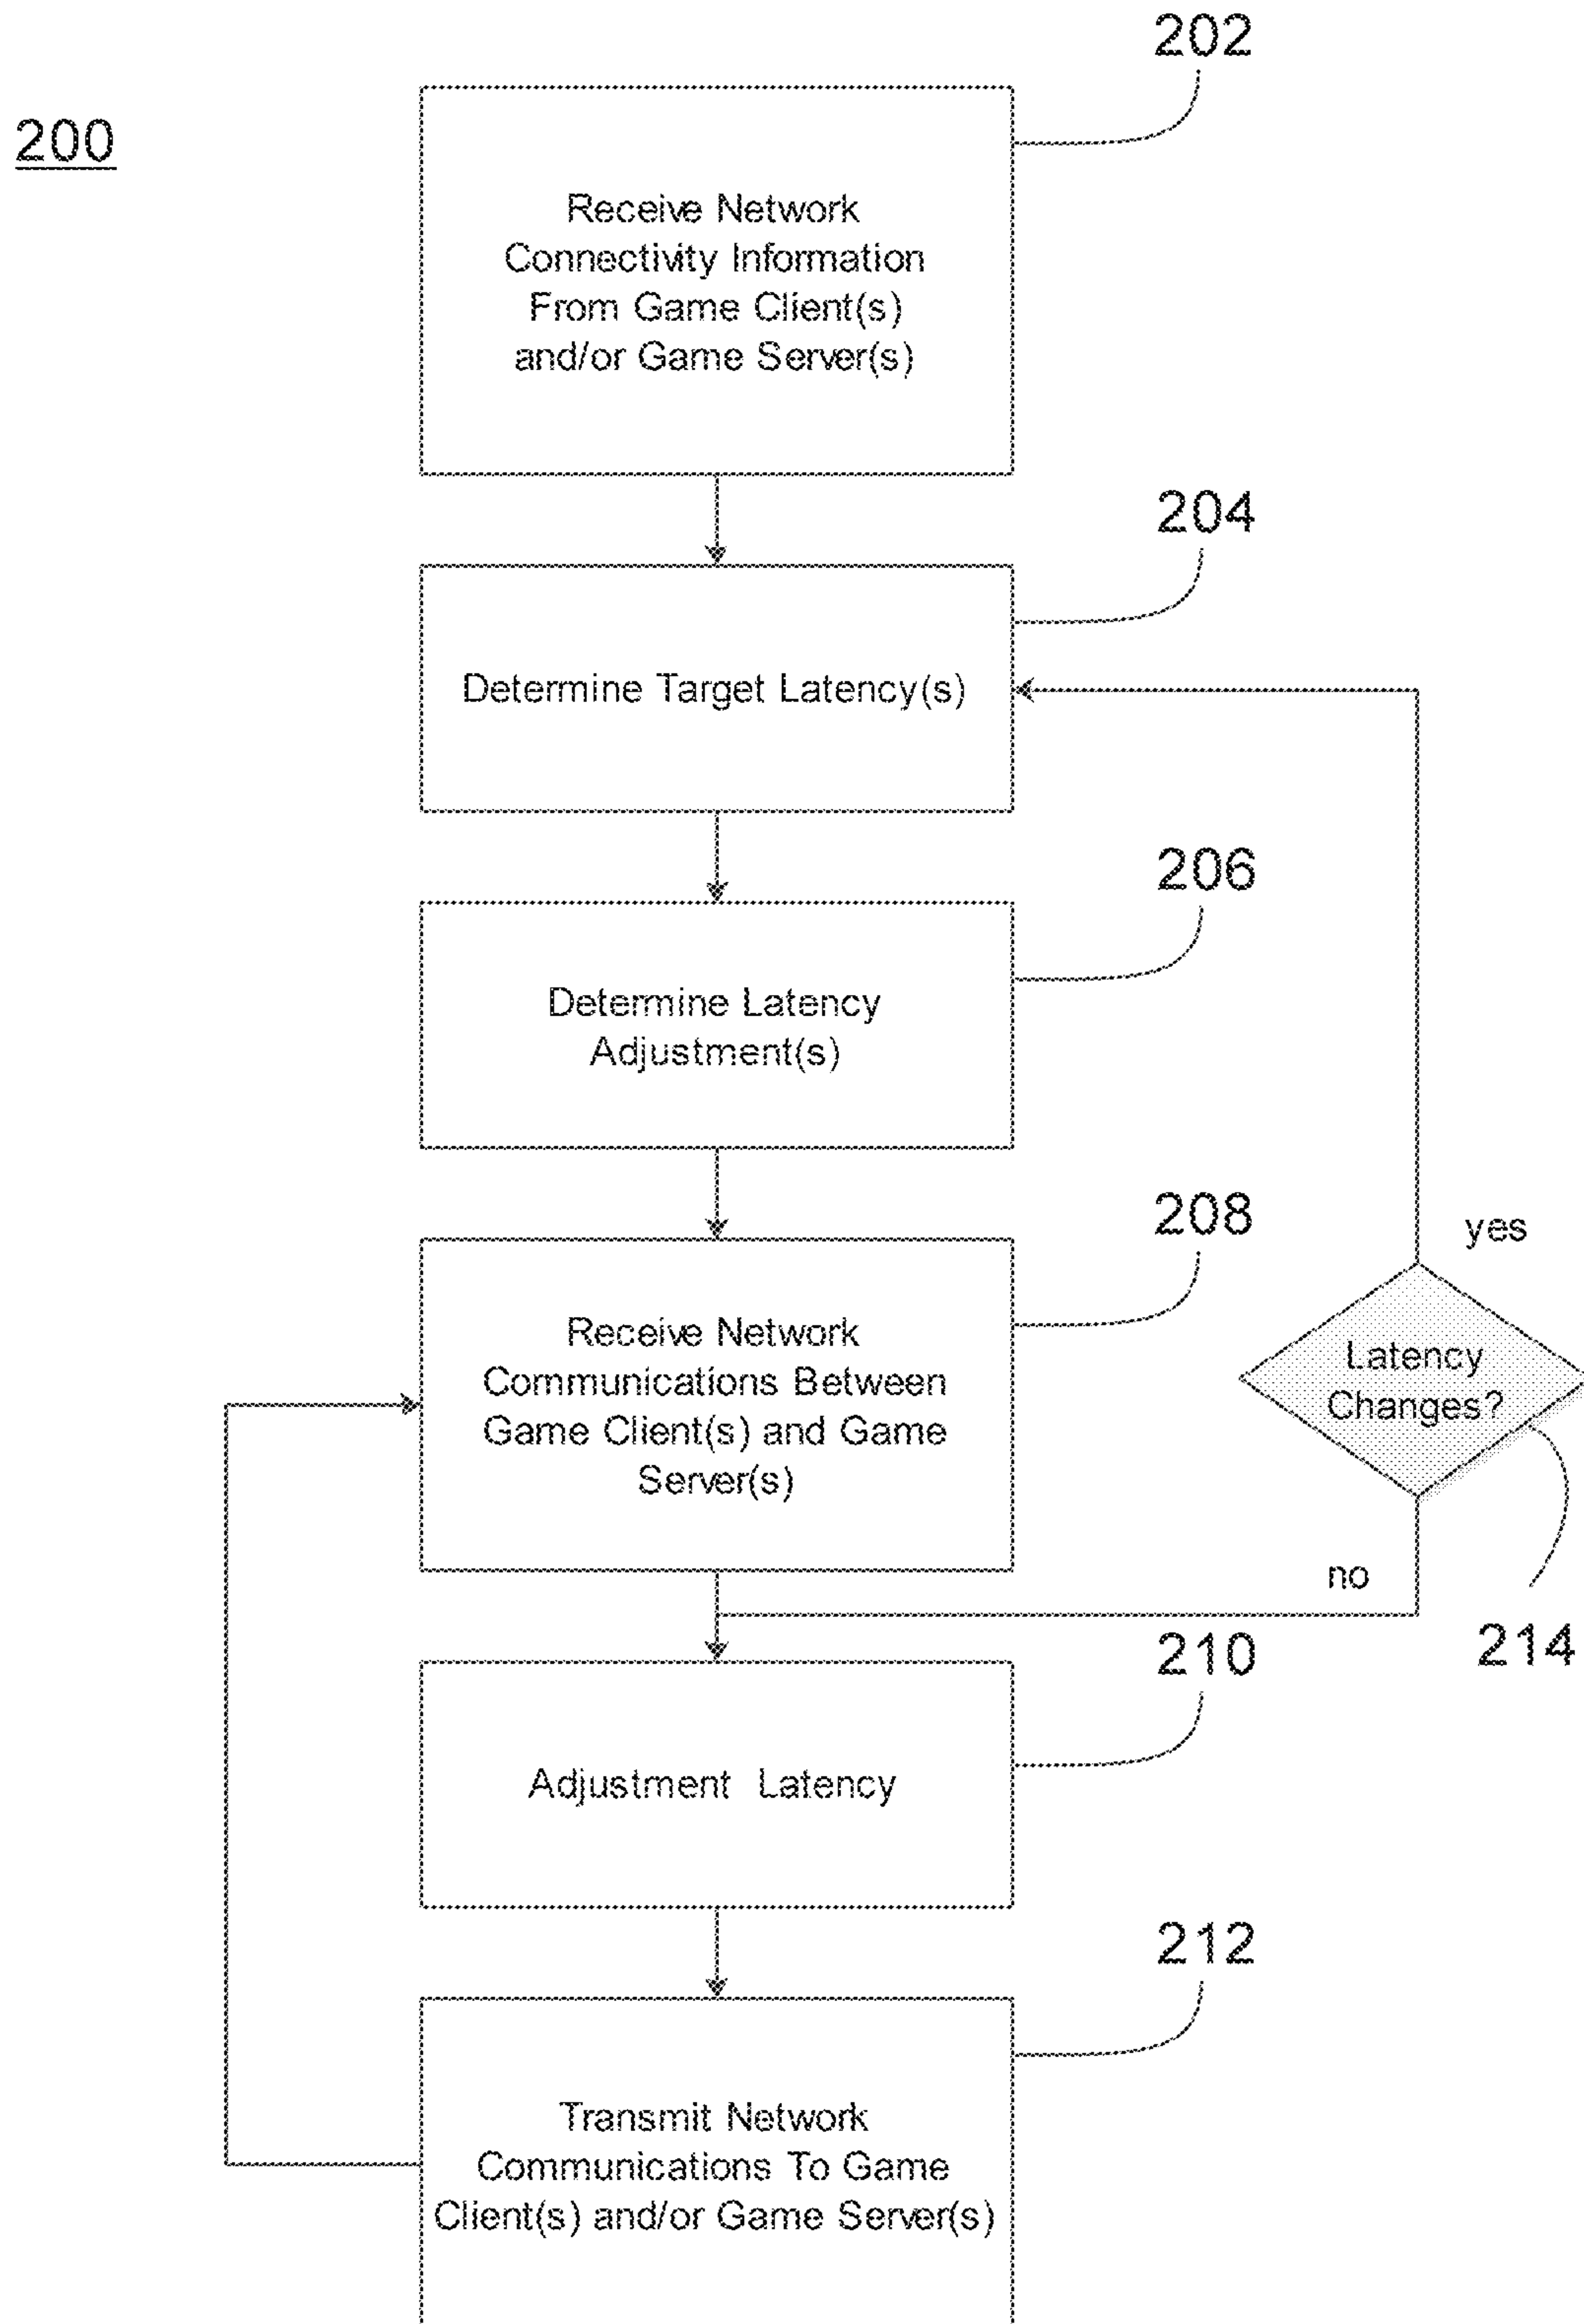 202
200
Receive Network
Connectivity Information
From Game Client(s)
and/or Game Server(s)
204
Determine Target Latency(s)
206
Determine Latency
Adjustment(s)
208
yes
Receive Network
Communications Between
Game Client(s) and Game
Server(s)
Latency
Changes?
no
214
210
Adjustment Latency
212
Transmit Network
Communications To Game
Client(s) and/or Game Server(s)